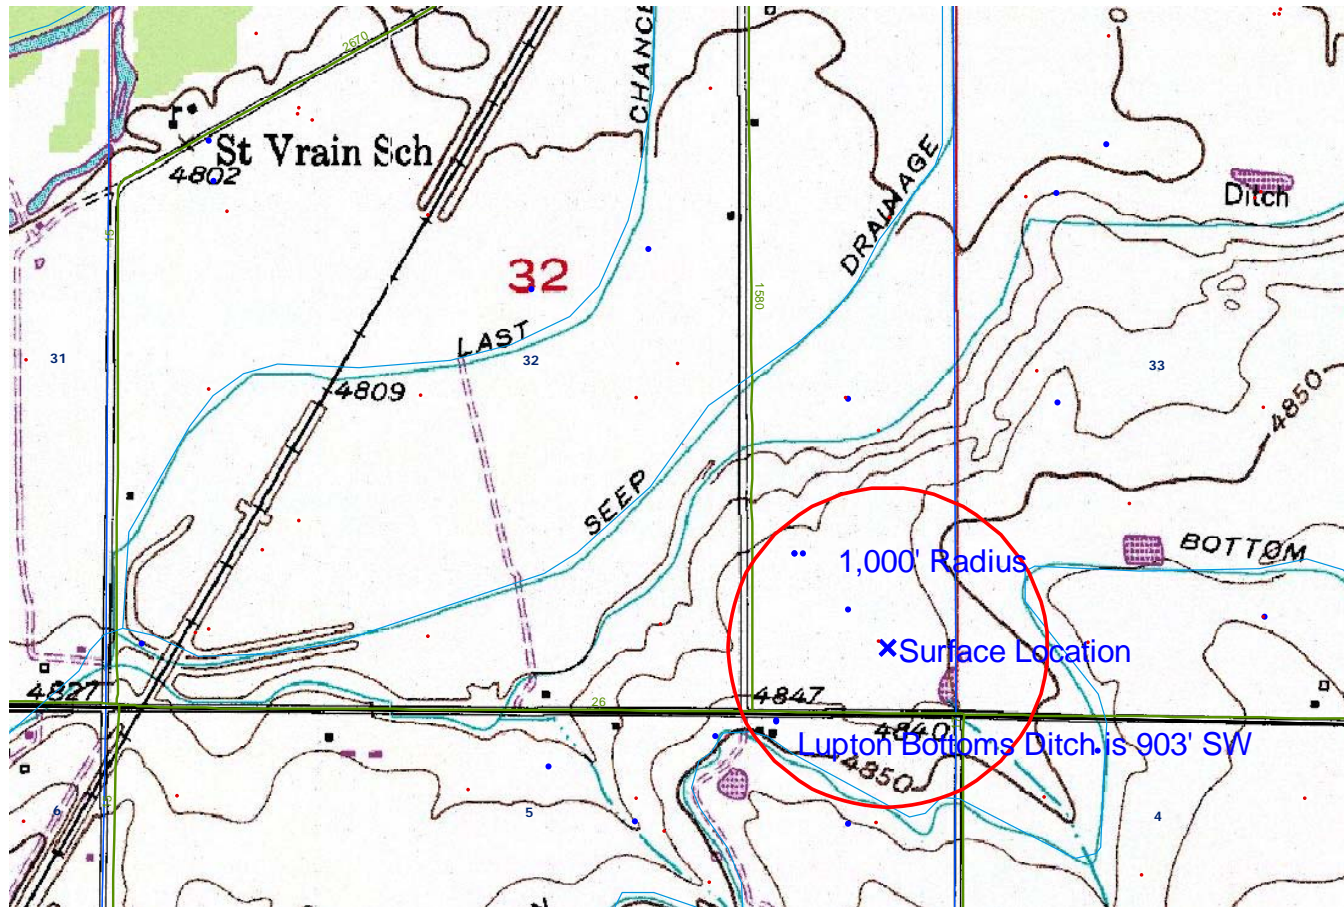 2670
CHANCE
St Vrain Sch
4802
DRAINAGE
Ditch
32
1580
LAST
31
32
33
4809
4850
SEEP
BOTTOM
1,000' Radius
Surface Location
4827
26
4847
4840
Lupton Bottoms Ditch is 903' SW
4850
6
5
4